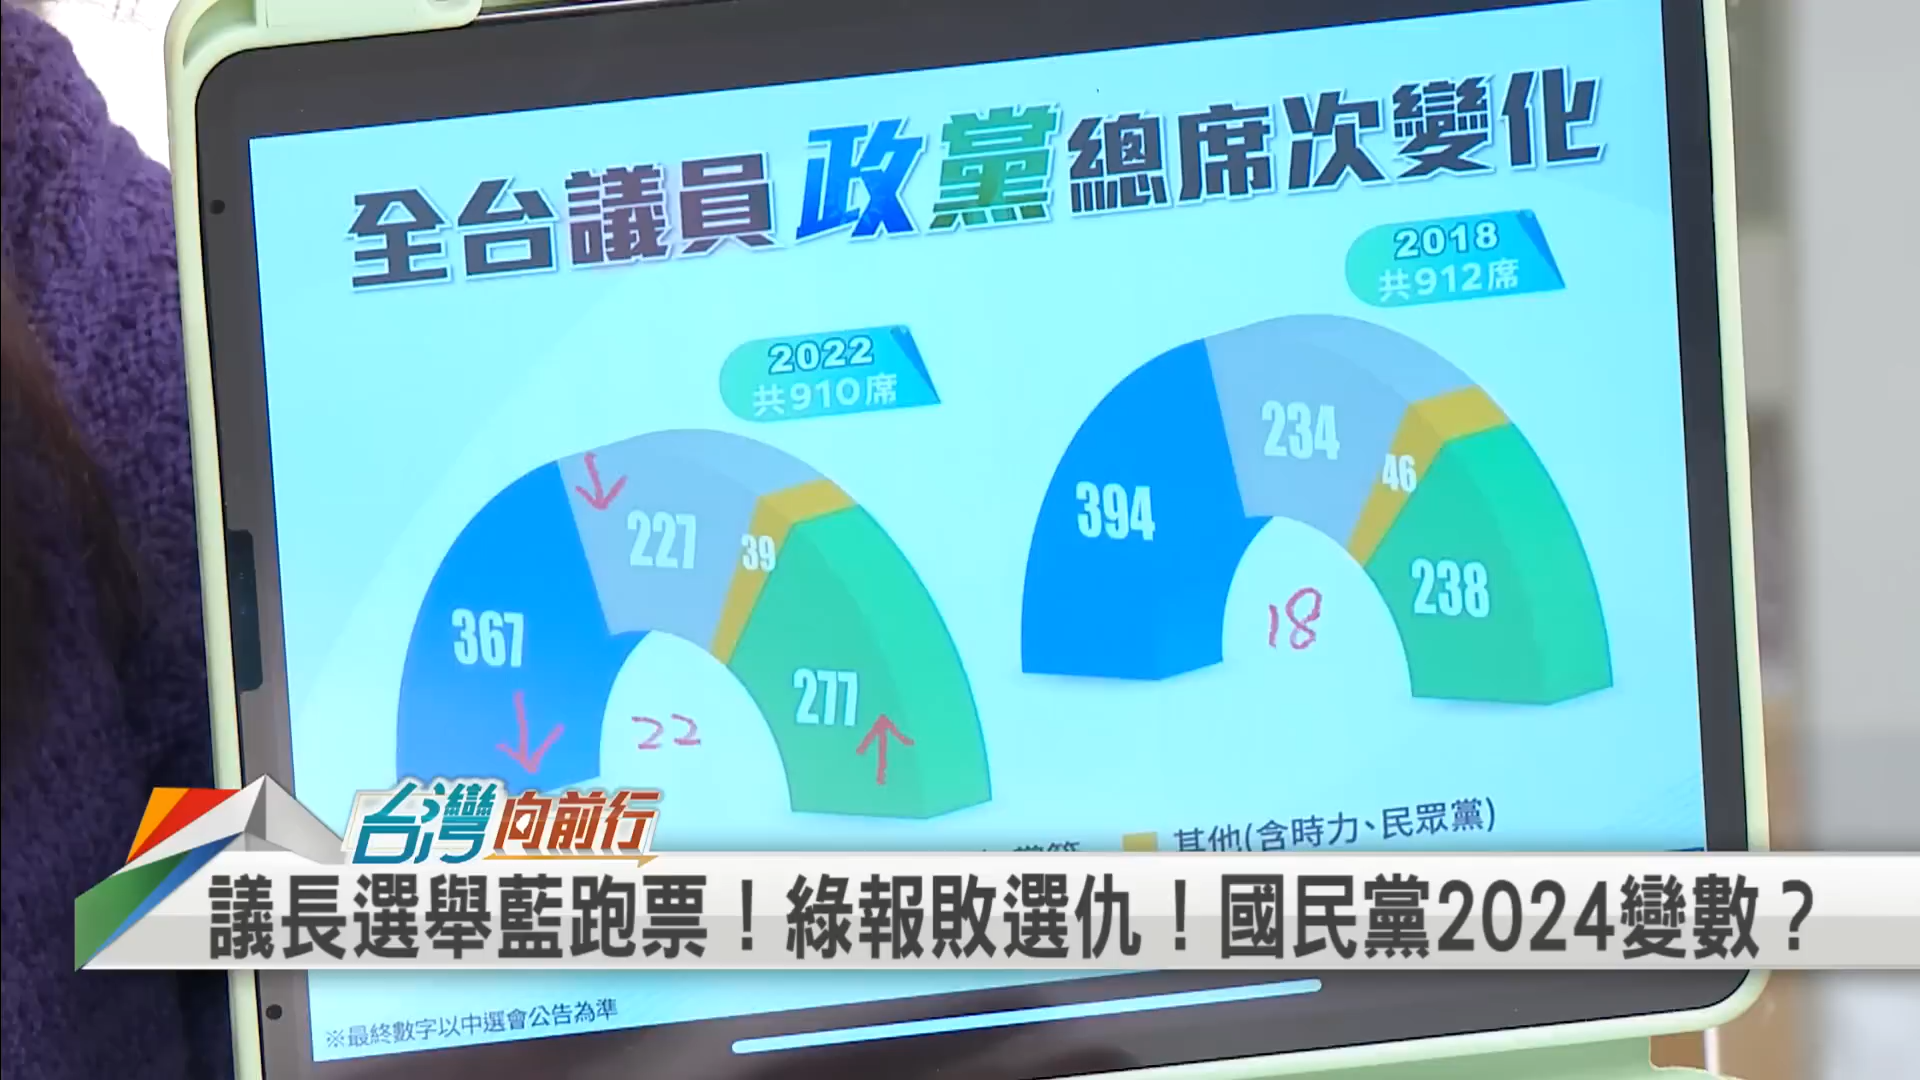 全台議員政黨總席次變化
2018
共912席
2022
共910席
394
234
46
238
18
367
227
39
277
22
其他(含時力、民眾黨)
台灣向前行
議長選舉藍跑票！綠報敗選仇！國民黨2024變數？
※最終數字以中選會公告為準